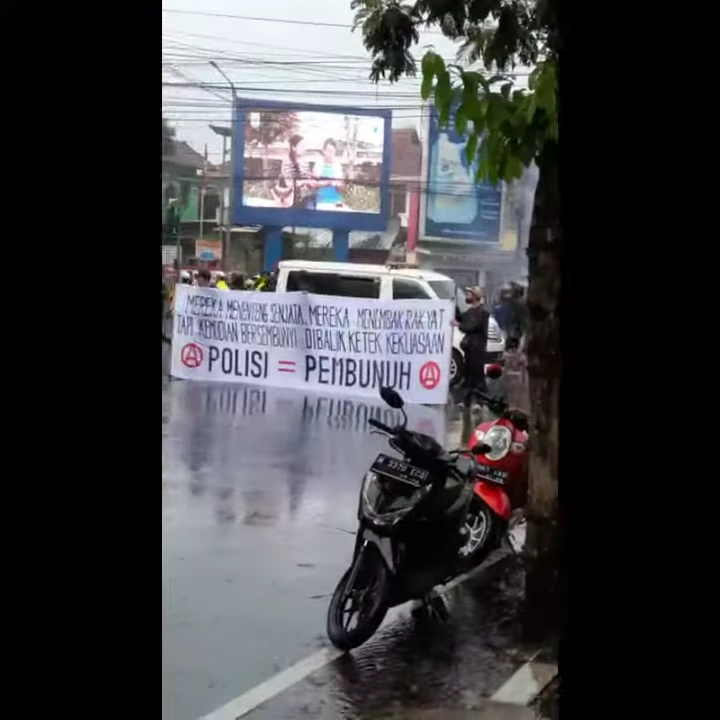 MEREKA MENENTENG SENJATA, MEREKA MENEMBAK RAKYAT
TAPI KEMUDIAN BERSEMBUNYI DIBALIK KETEK KEKUASAAN
POLISI = PEMBUNUH